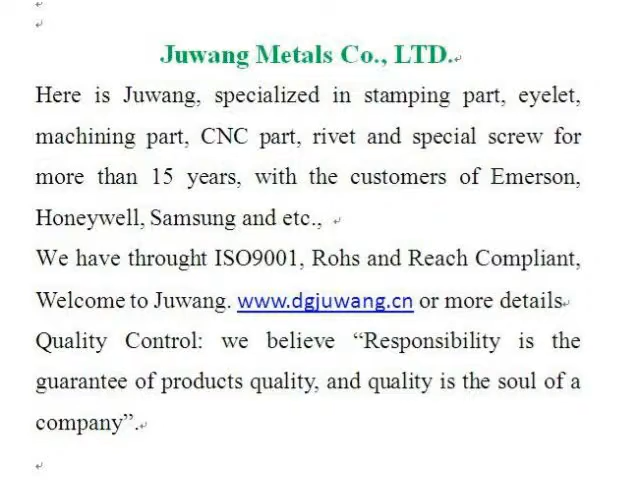 Juwang Metals Co., LTD.
Here is Juwang, specialized in stamping part, eyelet,
machining part, CNC part, rivet and special screw for
more than 15 years, with the customers of Emerson,
Honeywell, Samsung and etc.,
We have throught ISO9001, Rohs and Reach Compliant,
Welcome to Juwang. www.dgjuwang.cn or more details
Quality Control: we believe “Responsibility is the
guarantee of products quality, and quality is the soul of a
company”.